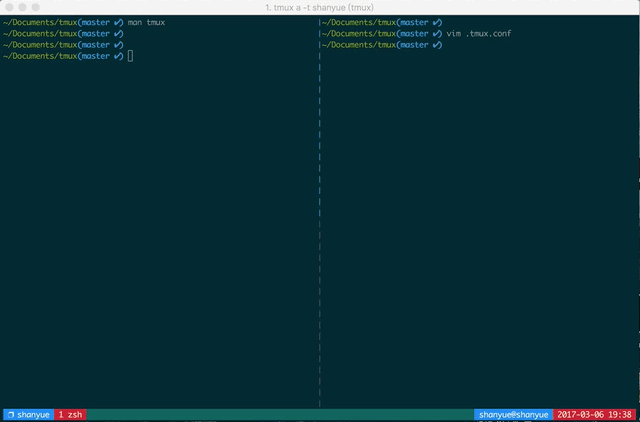 1. tmux a -t shanyue (tmux)
~/Documents/tmux(master ✔) man tmux
~/Documents/tmux(master ✔)
~/Documents/tmux(master ✔)
~/Documents/tmux(master ✔)
~/Documents/tmux(master ✔)
~/Documents/tmux(master ✔) vim .tmux.conf
~/Documents/tmux(master ✔)
❐ shanyue 1 zsh shanyue@shanyue 2017-03-06 19:38